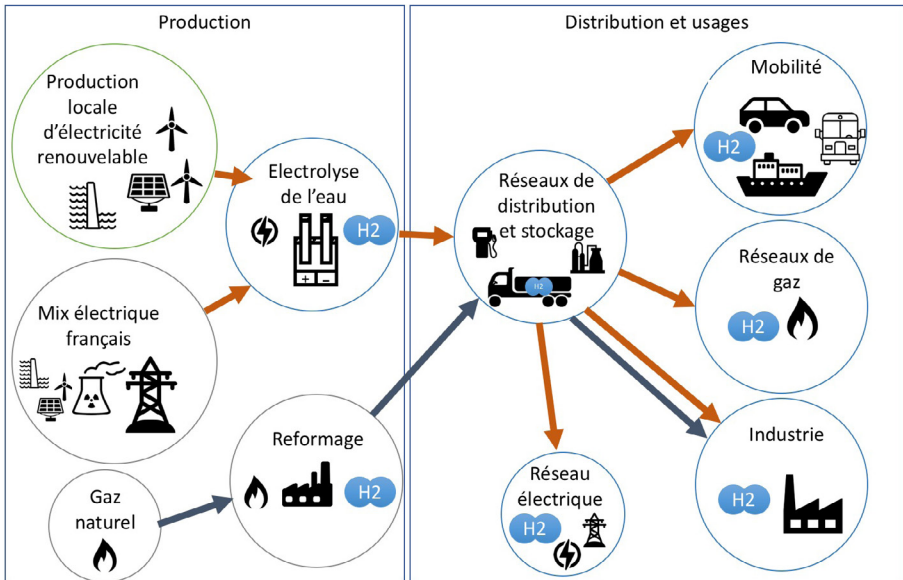 Production
Production
locale
d'électricité
renouvelable
Electrolyse
de l'eau
H2
Mix électrique
français
Reformage
H2
Gaz
naturel
Distribution et usages
Réseaux de
distribution
et stockage
H2
Mobilité
H2
Réseaux de
gaz
H2
Industrie
H2
Réseau
électrique
H2